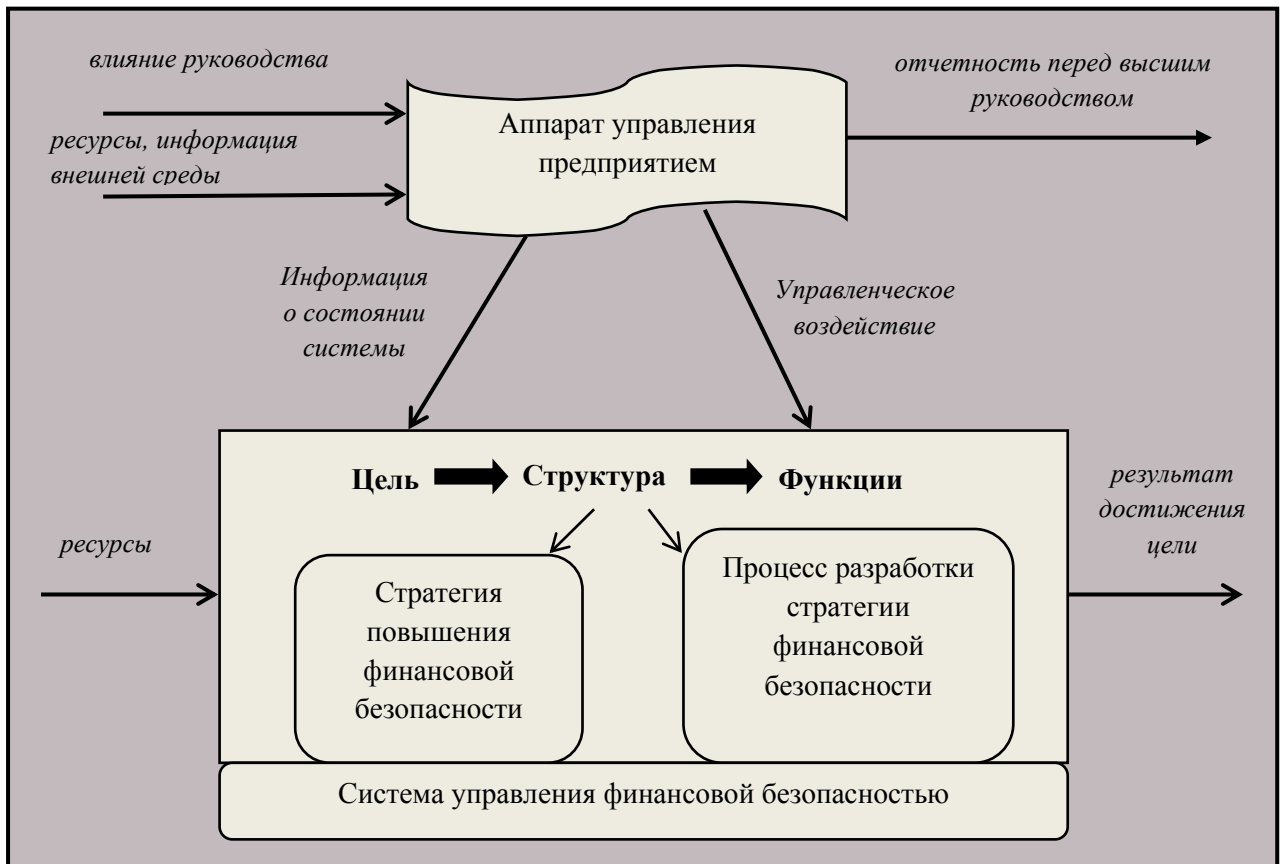 влияние руководства
отчетность перед высшим
руководством
Аппарат управления
предприятием
ресурсы, информация
внешней среды
Информация
о состоянии
системы
Управленческое
воздействие
Цель Структура Функции
результат
достижения
цели
ресурсы
Стратегия
повышения
финансовой
безопасности
Процесс разработки
стратегии
финансовой
безопасности
Система управления финансовой безопасностью